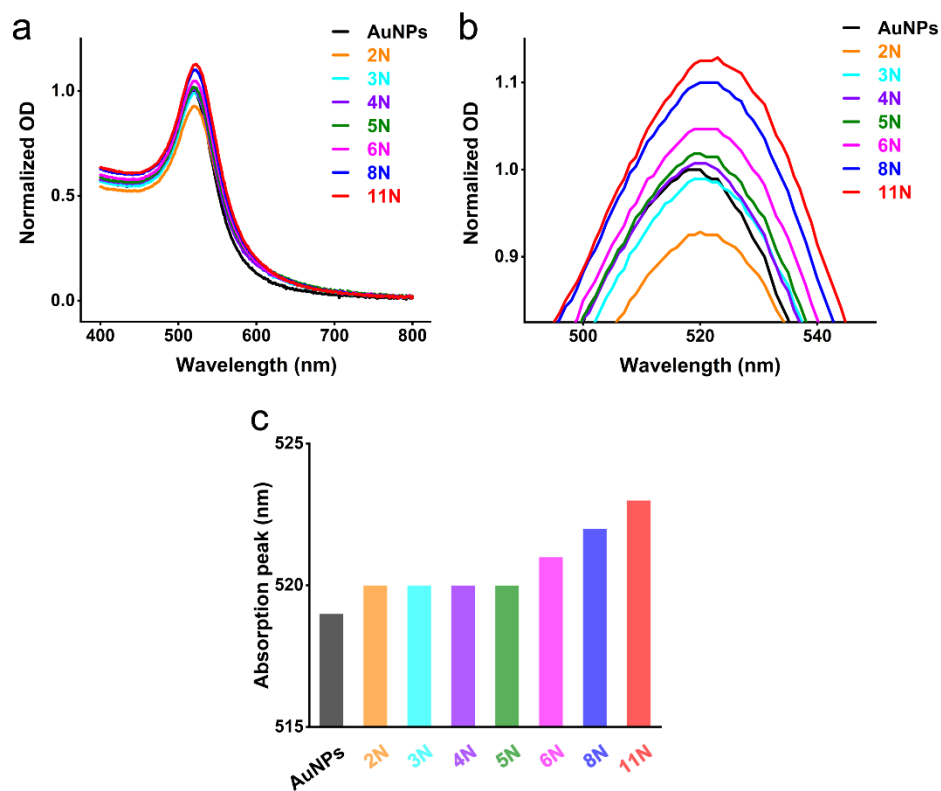 a
1.0
0.5
0.0
400 500 600 700 800
Normalized OD
Wavelength (nm)
AuNPs
2N
3N
4N
5N
6N
8N
11N
b
1.1
1.0
0.9
500 520 540
Normalized OD
Wavelength (nm)
AuNPs
2N
3N
4N
5N
6N
8N
11N
c
525
520
515
Absorption peak (nm)
AuNPs 2N 3N 4N 5N 6N 8N 11N